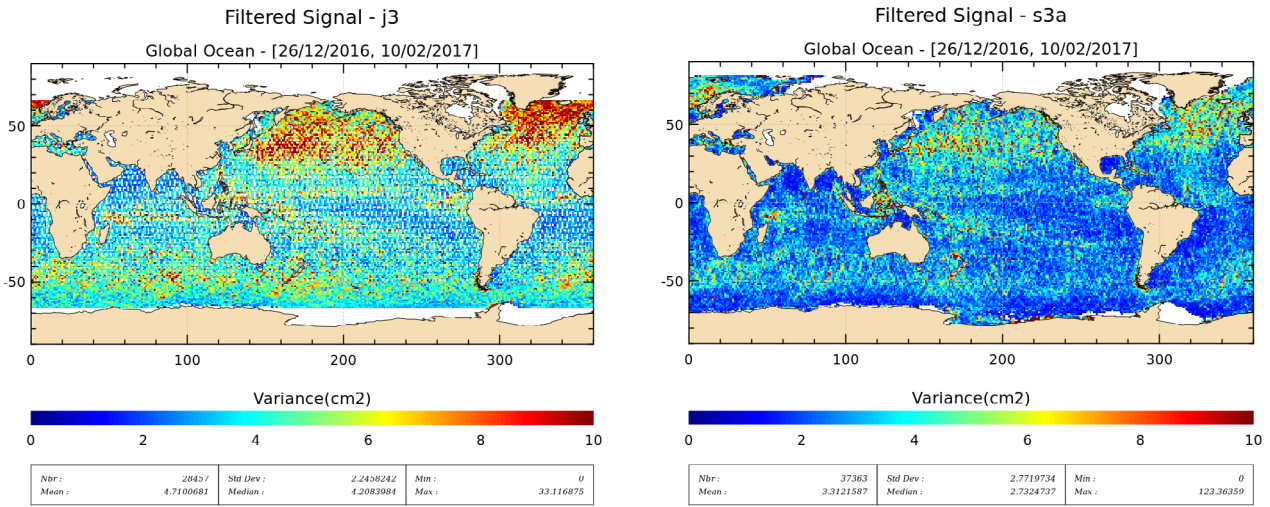 Filtered Signal - j3
Global Ocean - [26/12/2016, 10/02/2017]
50
0
-50
0 100 200 300
Variance(cm2)
0 2 4 6 8 10
Nbr : 28457 Std Dev : 2.2458242 Min : 0
Mean : 4.7100681 Median : 4.2083984 Max : 33.116875
Filtered Signal - s3a
Global Ocean - [26/12/2016, 10/02/2017]
50
0
-50
0 100 200 300
Variance(cm2)
0 2 4 6 8 10
Nbr : 37363 Std Dev : 2.7719734 Min : 0
Mean : 3.3121587 Median : 2.7324737 Max : 123.36359